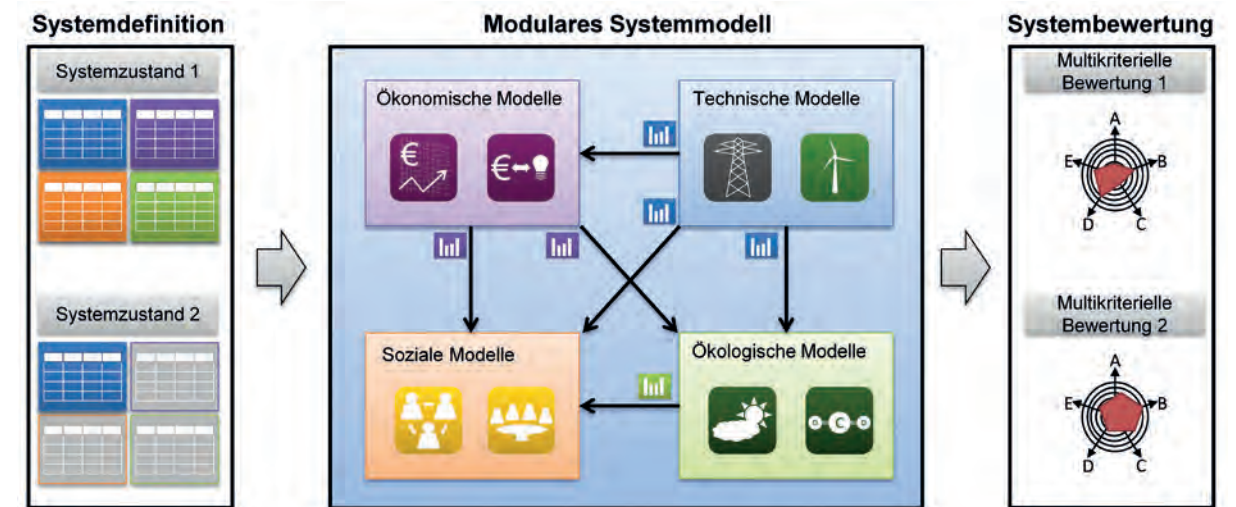 Systemdefinition
Modulares Systemmodell
Systembewertung
Systemzustand 1
Systemzustand 2
Ökonomische Modelle
Technische Modelle
€
€
Soziale Modelle
Ökologische Modelle
O C O
Multikriterielle
Bewertung 1
A
E B
D C
Multikriterielle
Bewertung 2
A
E B
D C